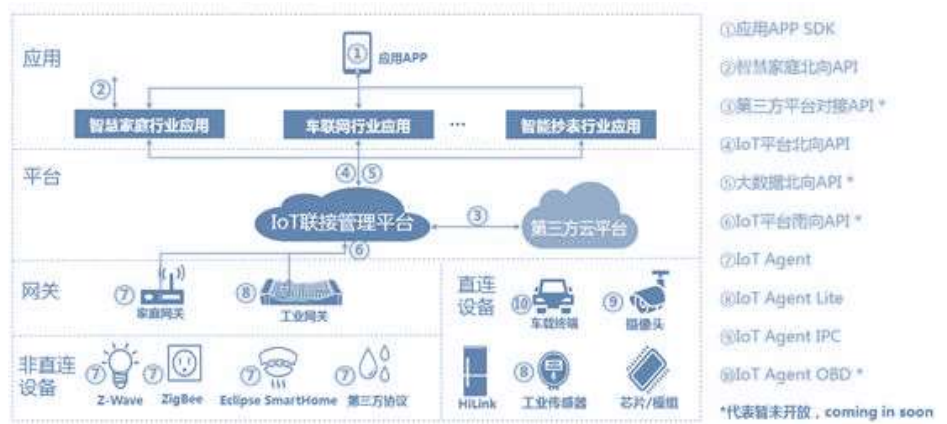 应用
①
应用APP
②
智慧家庭行业应用
车联网行业应用
...
智能抄表行业应用
平台
④ ⑤
IoT联接管理平台
③
第三方云平台
⑥
网关
⑦
家庭网关
⑧
工业网关
直连
设备
⑩
车载终端
⑨
摄像头
非直连
设备
⑦
Z-Wave
⑦
ZigBee
⑦
Eclipse SmartHome
⑦
第三方协议
HiLink
⑧
工业传感器
芯片/模组
①应用APP SDK
②智慧家庭北向API
③第三方平台对接API *
④IoT平台北向API
⑤大数据北向API *
⑥IoT平台南向API *
⑦IoT Agent
⑧IoT Agent Lite
⑨IoT Agent IPC
⑩IoT Agent OBD *
*代表暂未开放，coming in soon